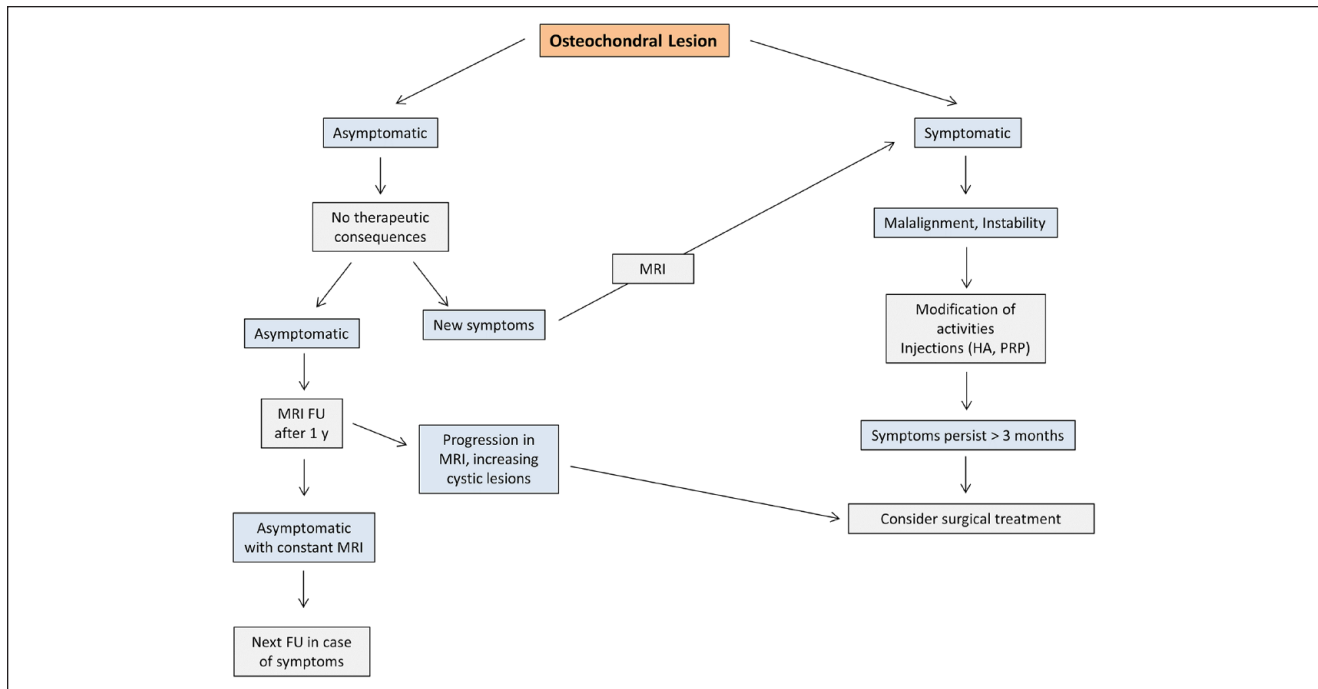 Osteochondral Lesion
Asymptomatic
Symptomatic
No therapeutic
consequences
Malalignment, Instability
MRI
Asymptomatic
New symptoms
Modification of
activities
Injections (HA, PRP)
MRI FU
after 1 y
Progression in
MRI, increasing
cystic lesions
Symptoms persist > 3 months
Consider surgical treatment
Asymptomatic
with constant MRI
Next FU in case
of symptoms